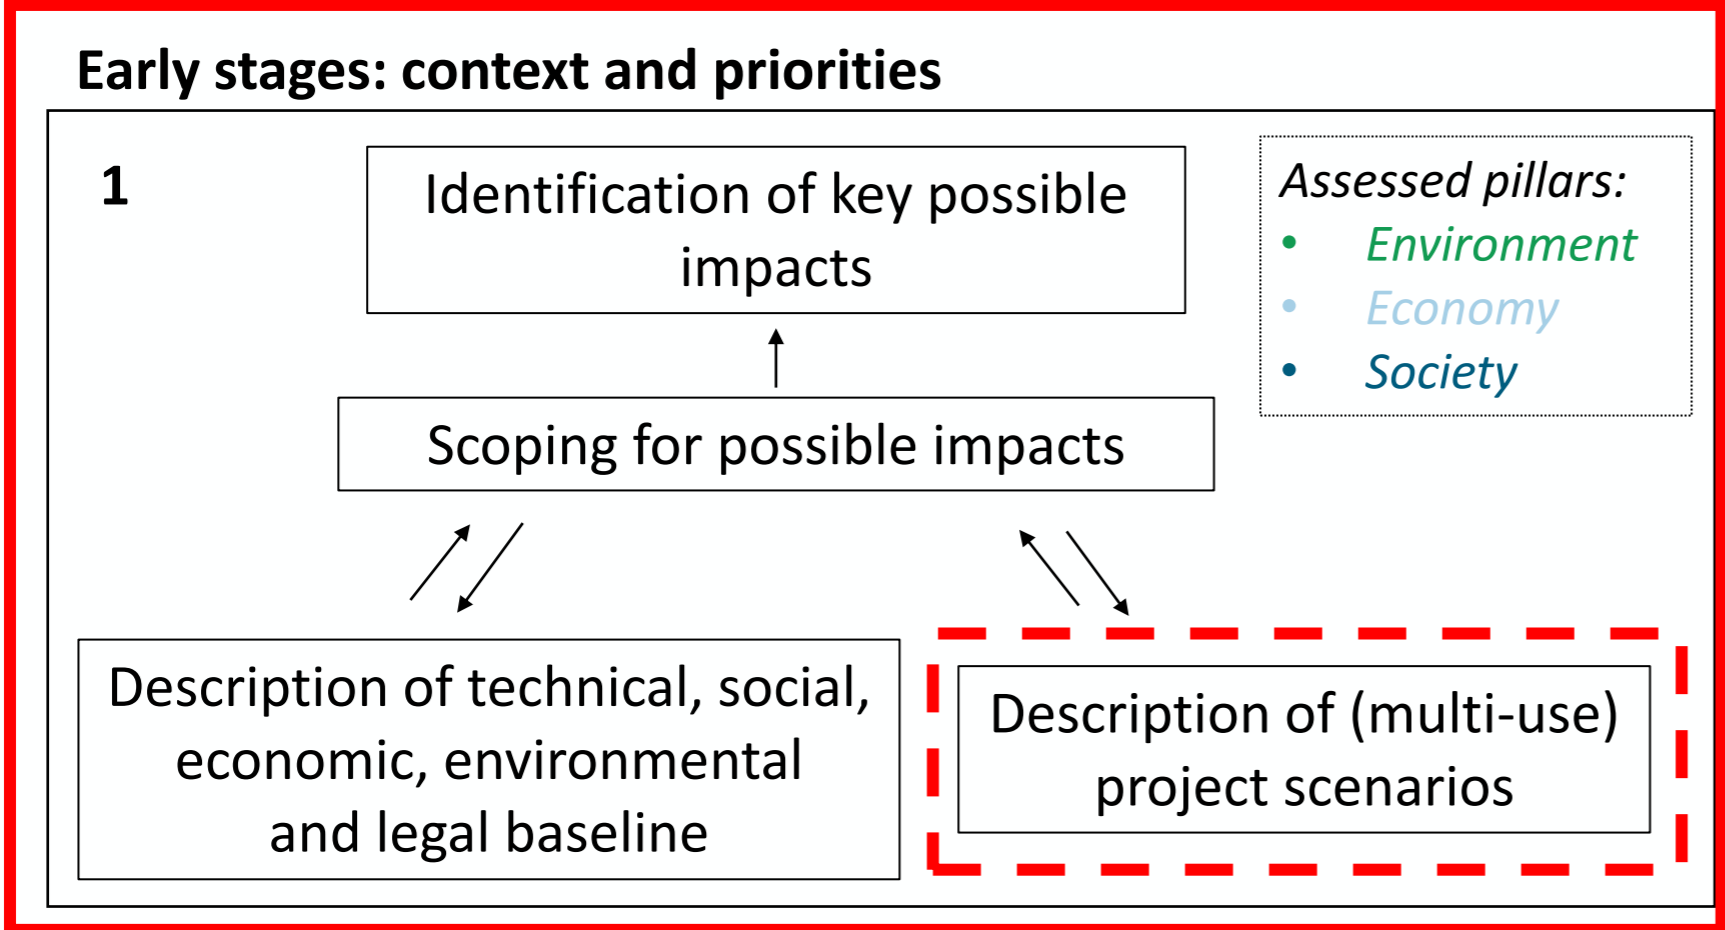 Early stages: context and priorities
1
Identification of key possible
impacts
Assessed pillars:
• Environment
• Economy
• Society
Scoping for possible impacts
Description of technical, social,
economic, environmental
and legal baseline
Description of (multi-use)
project scenarios